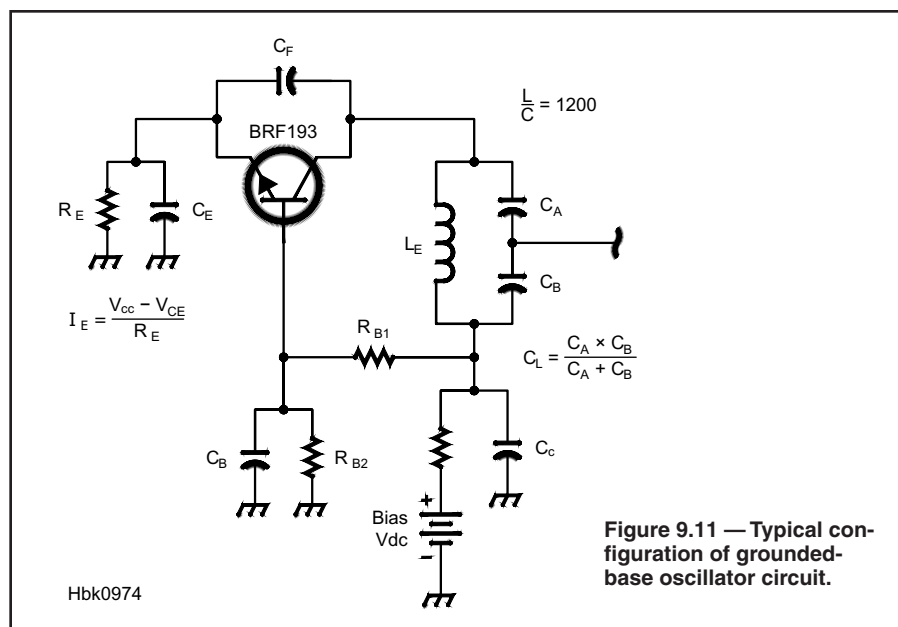 C_F
L/C = 1200
BRF193
R_E
C_E
L_E
C_A
C_B
I_E = (V_cc − V_CE)/R_E
R_B1
C_L = (C_A × C_B)/(C_A + C_B)
C_B
R_B2
C_c
+
Bias
Vdc
−
Figure 9.11 — Typical con-
figuration of grounded-
base oscillator circuit.
Hbk0974